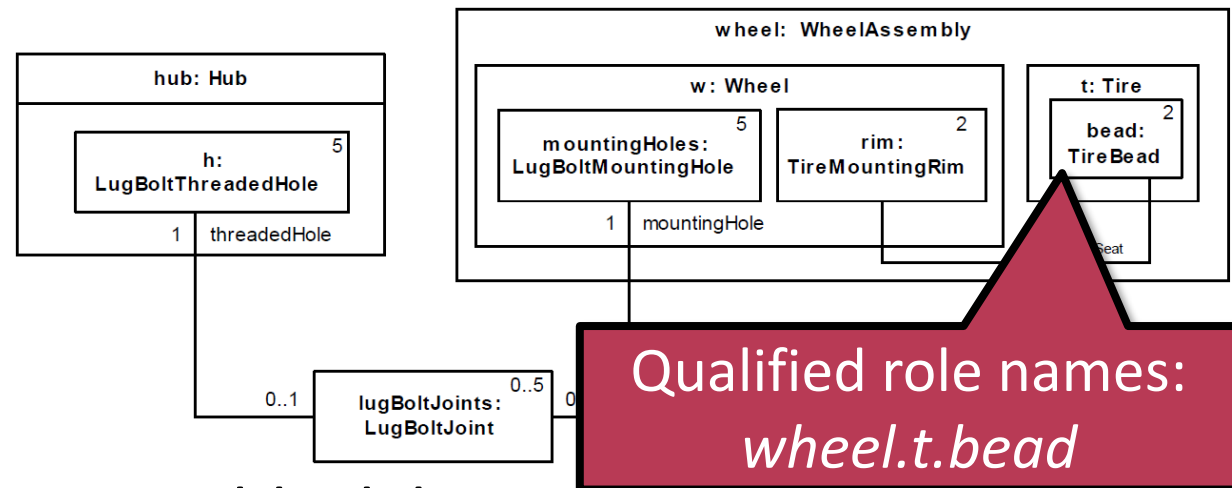 wheel: WheelAssembly
hub: Hub
h:
LugBoltThreadedHole
5
1 threadedHole
w: Wheel
mountingHoles:
LugBoltMountingHole
5
rim:
TireMountingRim
2
1 mountingHole
t: Tire
bead:
TireBead
2
Seat
0..1
lugBoltJoints:
LugBoltJoint
0..5
0
Qualified role names:
wheel.t.bead